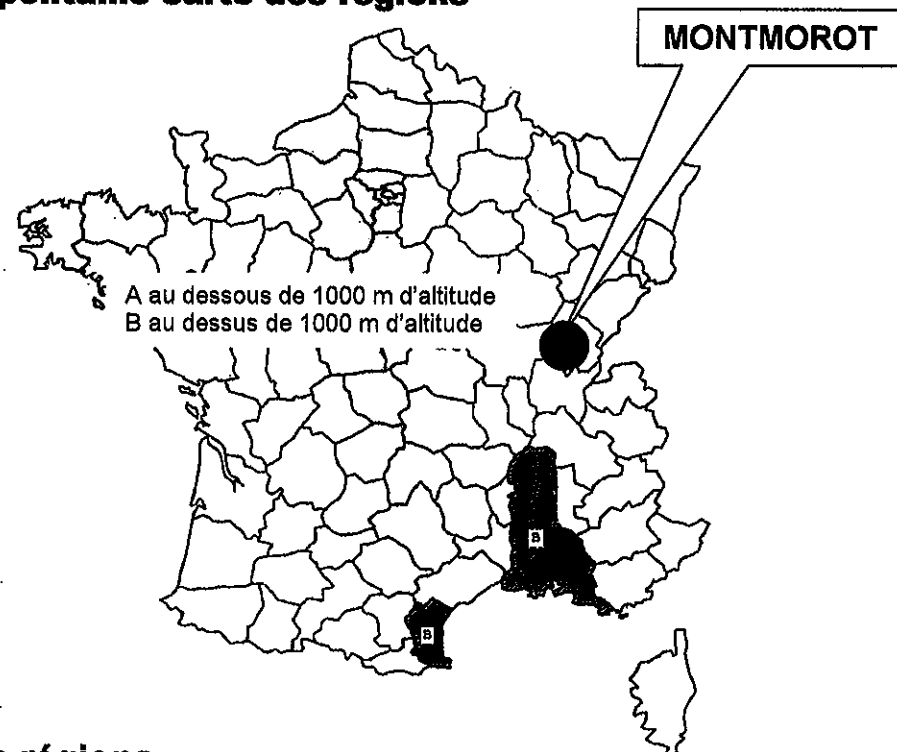 MONTMOROT
A au dessous de 1000 m d'altitude
B au dessus de 1000 m d'altitude
B
B